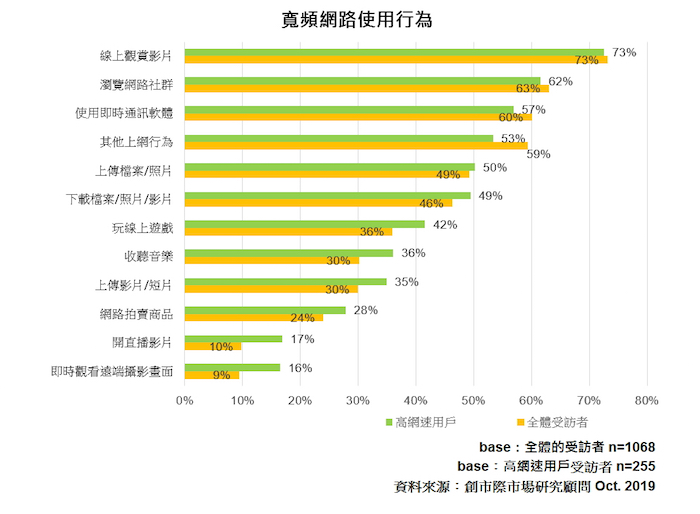 寬頻網路使用行為
線上觀賞影片
73%
73%
瀏覽網路社群
62%
63%
使用即時通訊軟體
57%
60%
其他上網行為
53%
59%
上傳檔案/照片
50%
49%
下載檔案/照片/影片
49%
46%
玩線上遊戲
42%
36%
收聽音樂
36%
30%
上傳影片/短片
35%
30%
網路拍賣商品
28%
24%
開直播影片
17%
10%
即時觀看遠端攝影畫面
16%
9%
0% 10% 20% 30% 40% 50% 60% 70% 80%
高網速用戶 全體受訪者
base：全體的受訪者 n=1068
base：高網速用戶受訪者 n=255
資料來源：創市際市場研究顧問 Oct. 2019